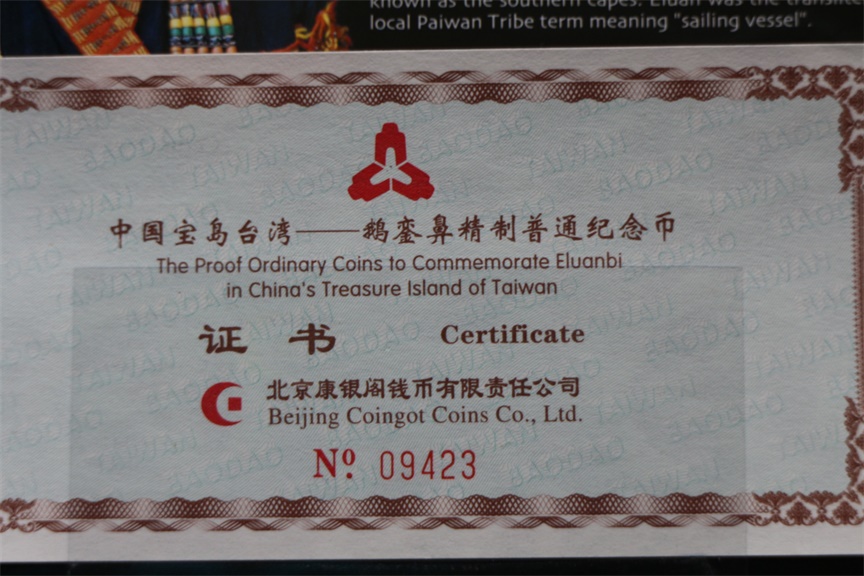 known as the southern capes. Eluan was the
local Paiwan Tribe term meaning "sailing vessel".
中国宝岛台湾——鹅銮鼻精制普通纪念币
The Proof Ordinary Coins to Commemorate Eluanbi
in China's Treasure Island of Taiwan
证 书 Certificate
北京康银阁钱币有限责任公司
Beijing Coingot Coins Co., Ltd.
Nº 09423